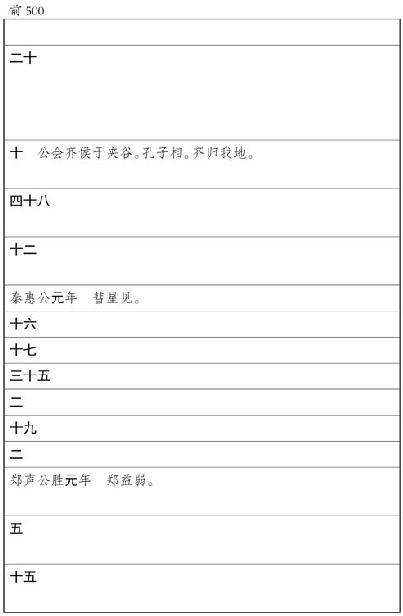 前 500
二十
十　公会齐侯于夹谷。孔子相。齐归我地。
四十八
十二
秦惠公元年　彗星见。
十六
十七
三十五
二
十九
二
郑声公胜元年　郑益弱。
五
十五